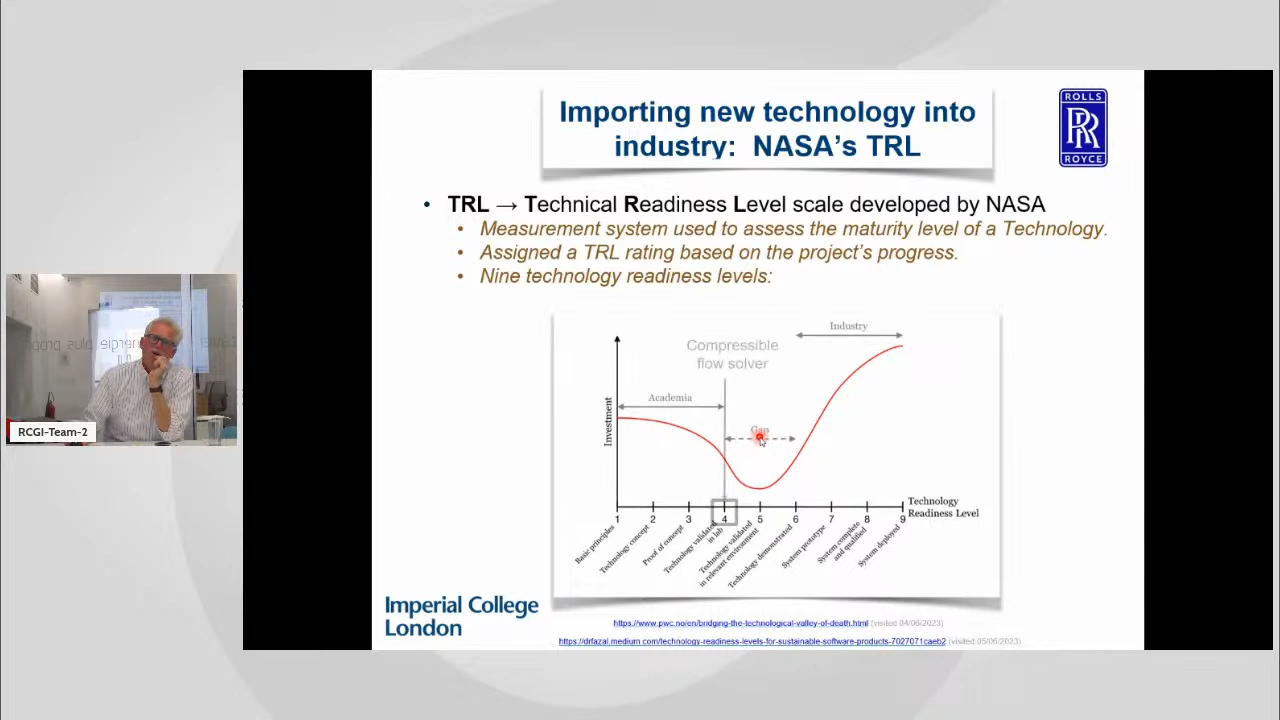 Importing new technology into
industry: NASA's TRL
ROLLS
RR
ROYCE
• TRL → Technical Readiness Level scale developed by NASA
• Measurement system used to assess the maturity level of a Technology.
• Assigned a TRL rating based on the project's progress.
• Nine technology readiness levels:
Industry
Compressible
flow solver
Academia
Gap
Investment
Technology
Readiness Level
1 2 3 4 5 6 7 8 9
Basic principles
Technology concept
Proof of concept
Technology validated
in lab
Technology validated
in relevant environment
Technology demonstrated
System prototype
System complete
and qualified
System deployed
RCGI-Team-2
Imperial College
London
https://www.pwc.no/en/bridging-the-technological-valley-of-death.html (visited 04/06/2023)
https://drfazal.medium.com/technology-readiness-levels-for-sustainable-software-products-7027071caeb2 (visited 05/06/2023)